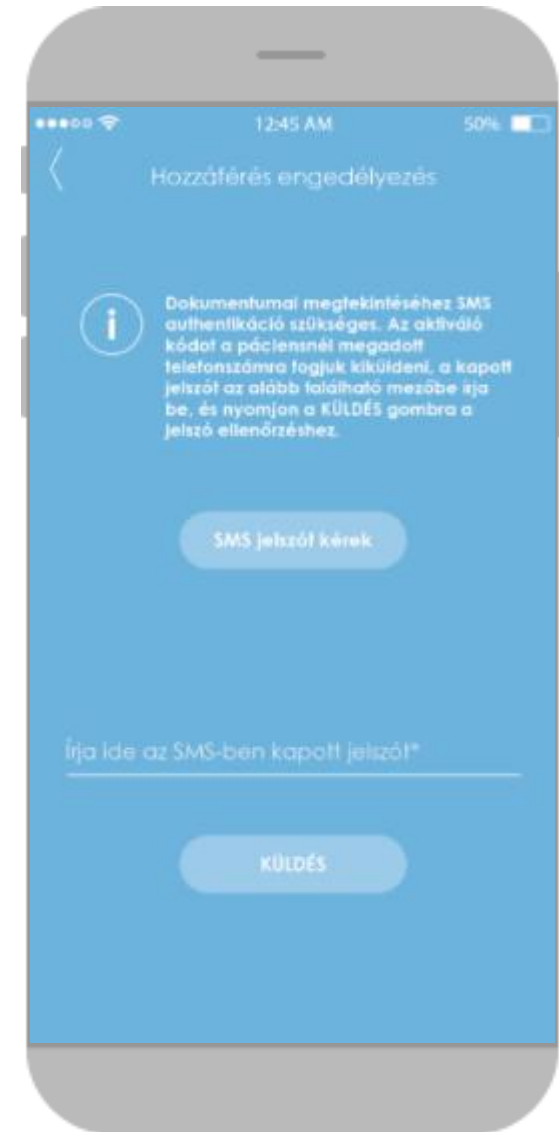 12:45 AM 50%
Hozzáférés engedélyezés
i
Dokumentumai megtekintéséhez SMS
authentikáció szükséges. Az aktiváló
kódot a páciensnél megadott
telefonszámra fogjuk kiküldeni, a kapott
jelszót az alább található mezőbe írja
be, és nyomjon a KÜLDÉS gombra a
jelszó ellenőrzéshez.
SMS jelszót kérek
Írja ide az SMS-ben kapott jelszót*
KÜLDÉS